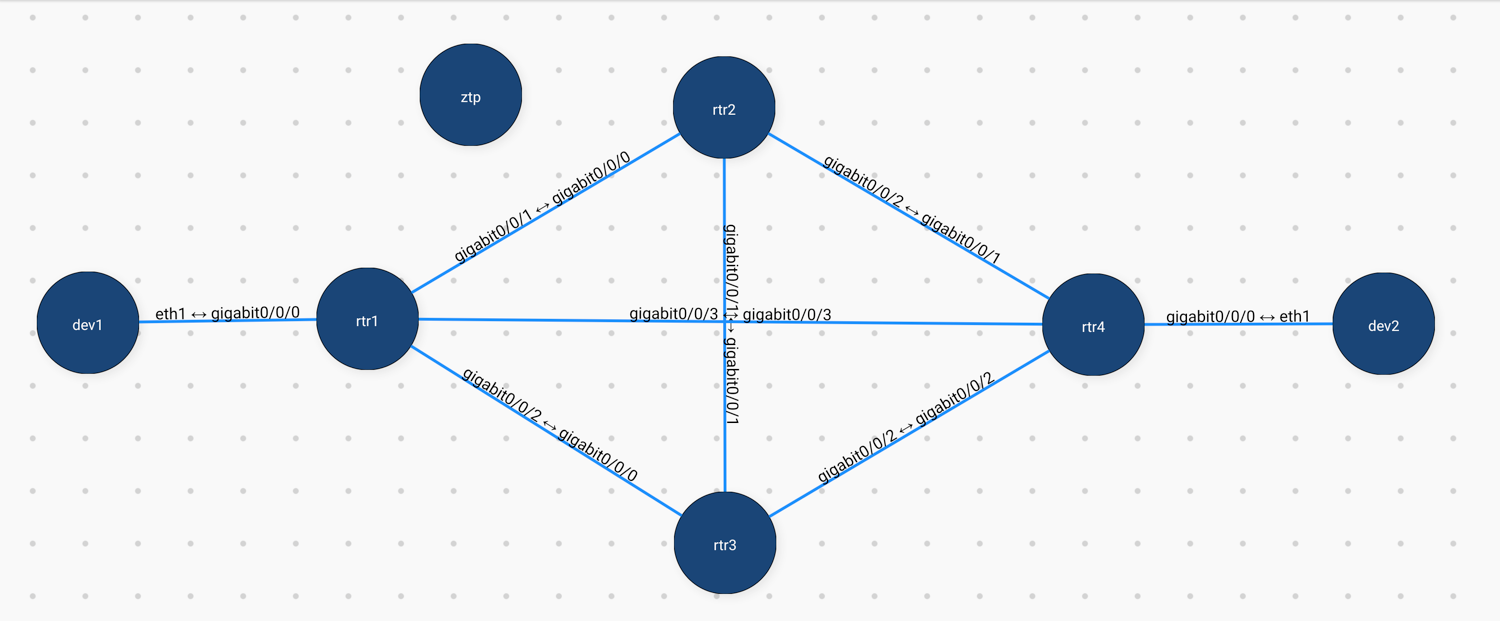 ztp
rtr2
gigabit0/0/1 ↔ gigabit0/0/0
gigabit0/0/2 ↔ gigabit0/0/1
gigabit0/0/1 ↔ gigabit0/0/1
dev1
eth1 ↔ gigabit0/0/0
rtr1
gigabit0/0/3 ↔ gigabit0/0/3
rtr4
gigabit0/0/0 ↔ eth1
dev2
gigabit0/0/2 ↔ gigabit0/0/0
gigabit0/0/2 ↔ gigabit0/0/2
rtr3